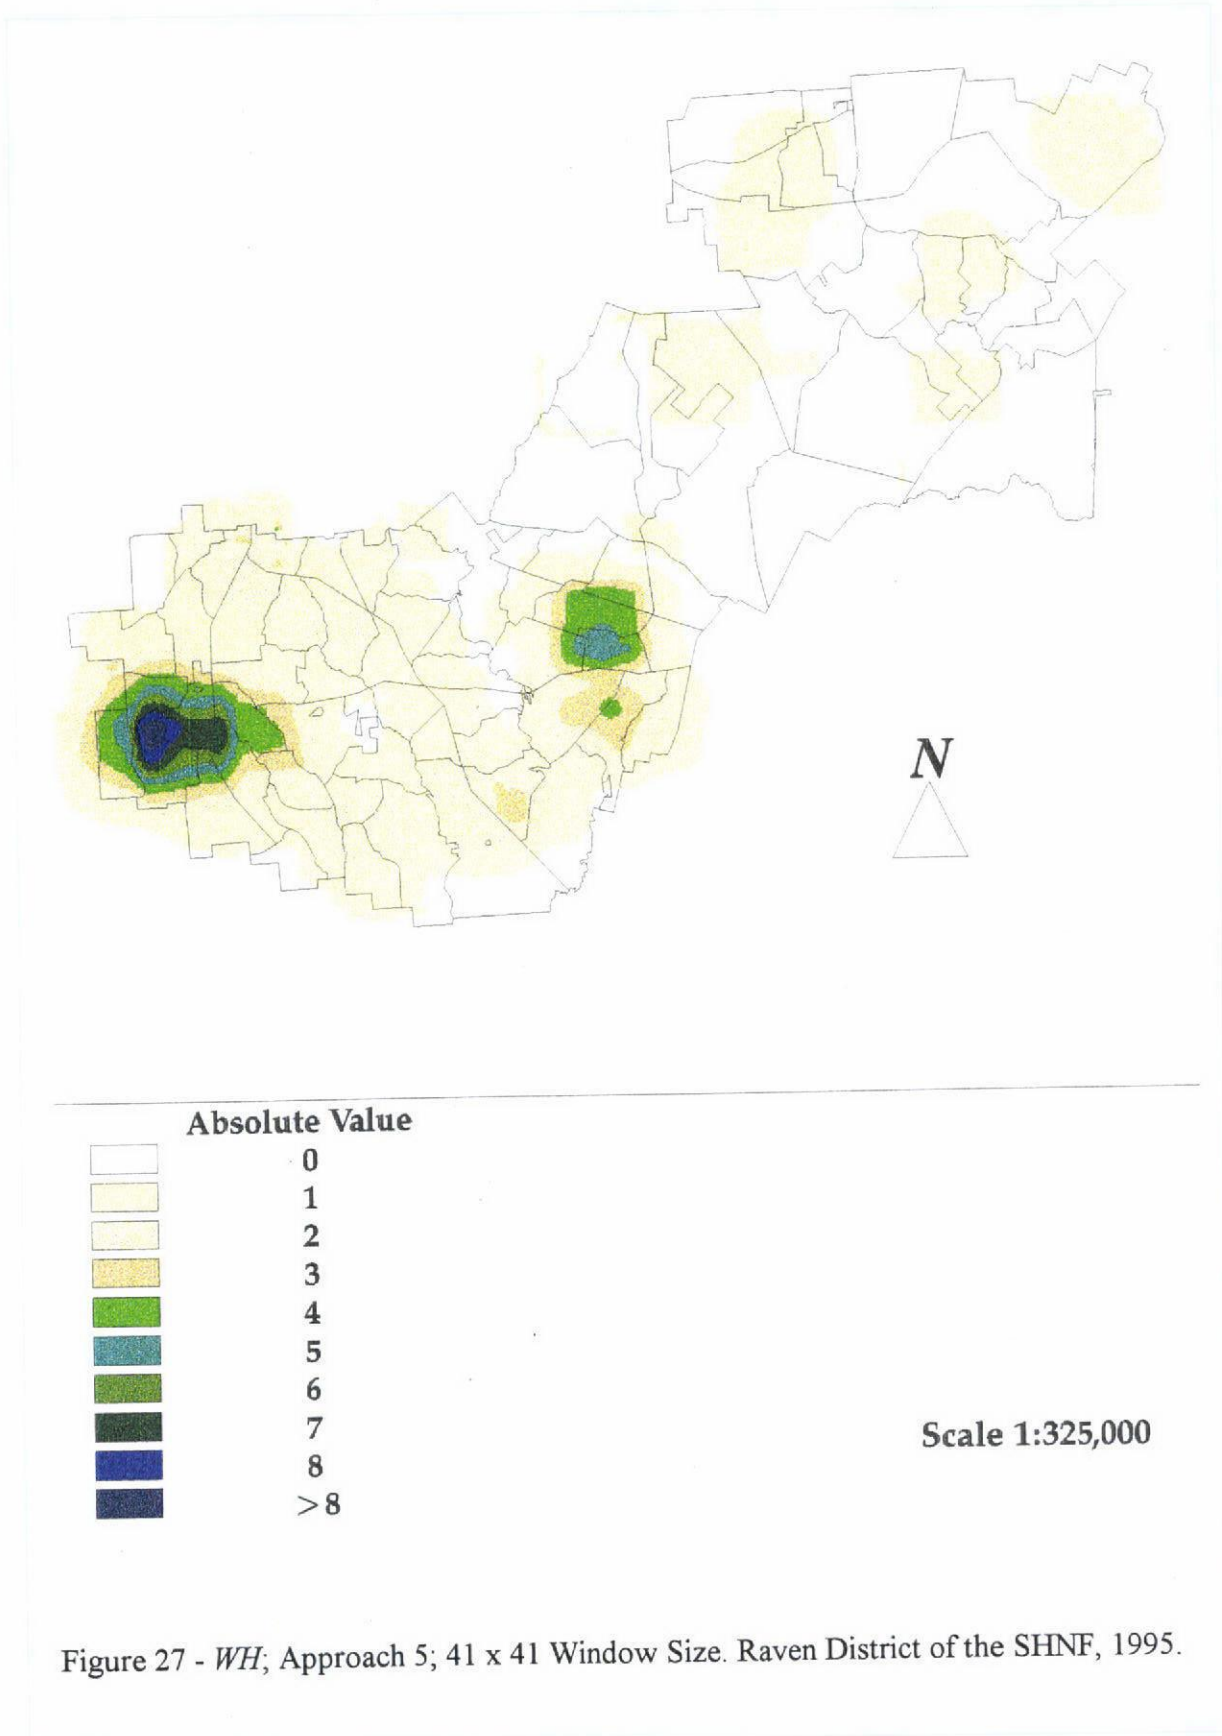 N
Absolute Value
0
1
2
3
4
5
6
7
8
>8
Scale 1:325,000
Figure 27 - WH; Approach 5; 41 x 41 Window Size. Raven District of the SHNF, 1995.